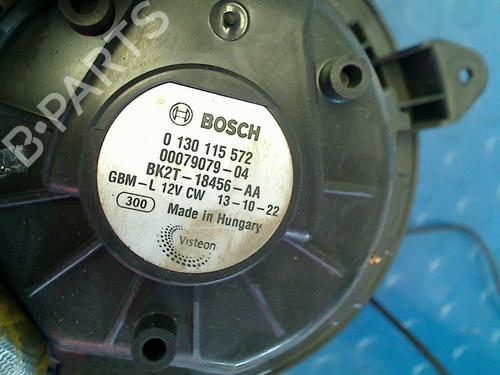 B-PARTS
BOSCH
0 130 115 572
00079079-04
BK2T-18456-AA
GBM-L 12V CW 13-10-22
300 Made in Hungary
Visteon